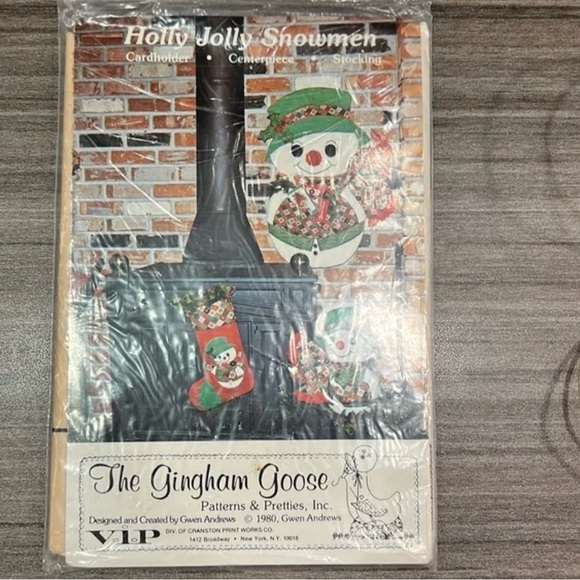 Holly Jolly Snowmen
Cardholder • Centerpiece • Stocking
The Gingham Goose
Patterns & Pretties, Inc.
Designed and Created by Gwen Andrews © 1980, Gwen Andrews
V.I.P DIV. OF CRANSTON PRINT WORKS CO.
1412 Broadway • New York, N.Y. 10018